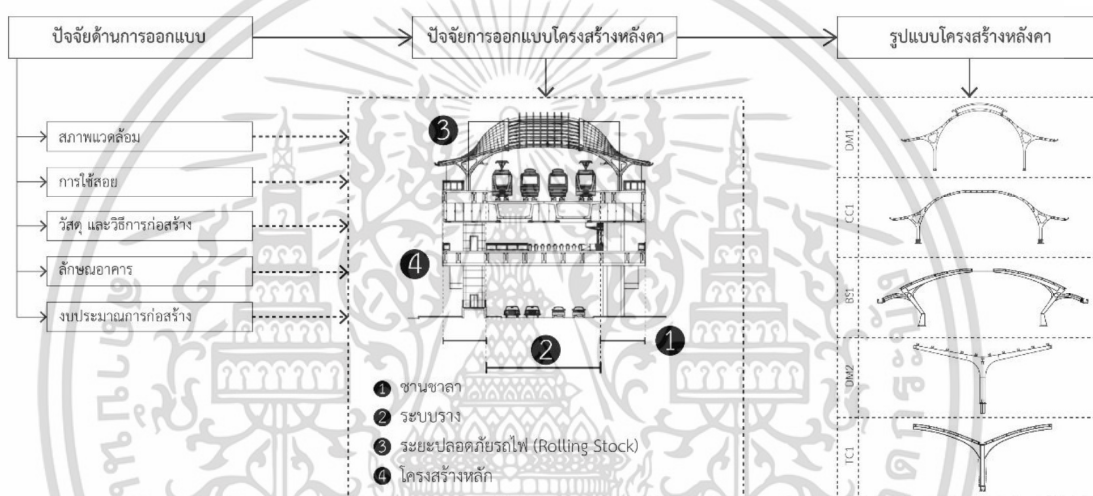 ปัจจัยด้านการออกแบบ
ปัจจัยการออกแบบโครงสร้างหลังคา
รูปแบบโครงสร้างหลังคา
สภาพแวดล้อม
การใช้สอย
วัสดุ และวิธีการก่อสร้าง
ลักษณอาคาร
งบประมาณการก่อสร้าง
3
4
2
1
1 ชานชาลา
2 ระบบราง
3 ระยะปลอดภัยรถไฟ (Rolling Stock)
4 โครงสร้างหลัก
DM1
CC1
BS1
DM2
TC1